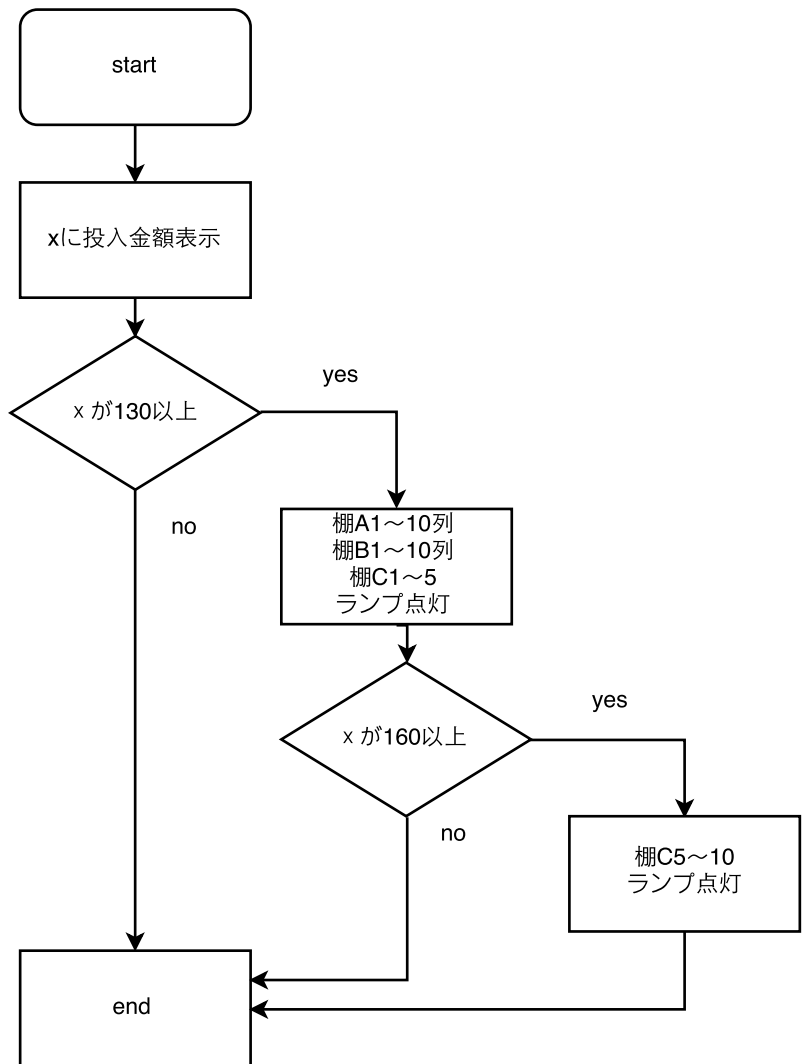 start
xに投入金額表示
x が130以上
yes
no
棚A1〜10列
棚B1〜10列
棚C1〜5
ランプ点灯
x が160以上
yes
no
棚C5〜10
ランプ点灯
end